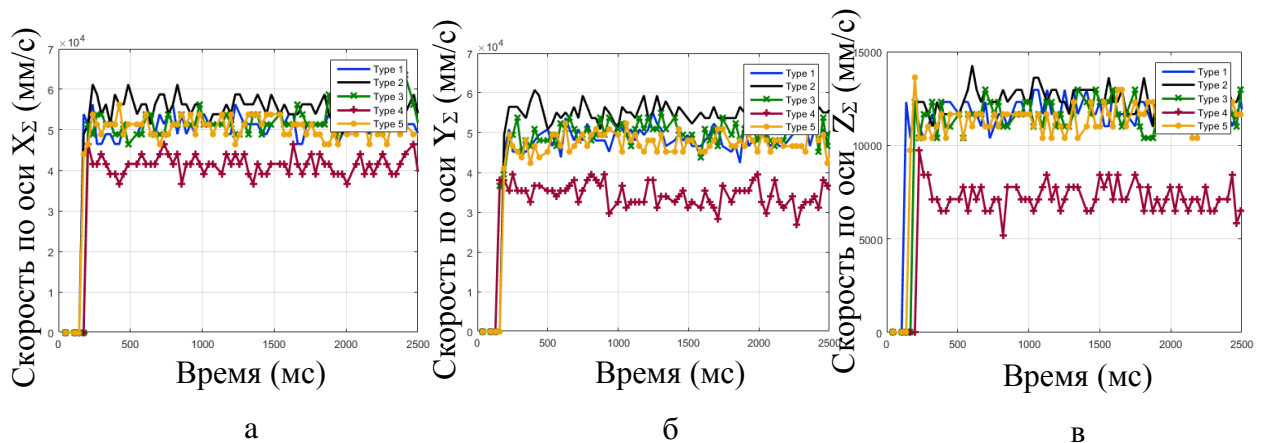 Скорость по оси X_Σ (мм/с)
×10⁴
7
6
5
4
3
2
1
0
0 500 1000 1500 2000 2500
Type 1
Type 2
Type 3
Type 4
Type 5
Время (мс)
а
Скорость по оси Y_Σ (мм/с)
×10⁴
7
6
5
4
3
2
1
0
0 500 1000 1500 2000 2500
Type 1
Type 2
Type 3
Type 4
Type 5
Время (мс)
б
Скорость по оси Z_Σ (мм/с)
15000
10000
5000
0
0 500 1000 1500 2000 2500
Type 1
Type 2
Type 3
Type 4
Type 5
Время (мс)
в